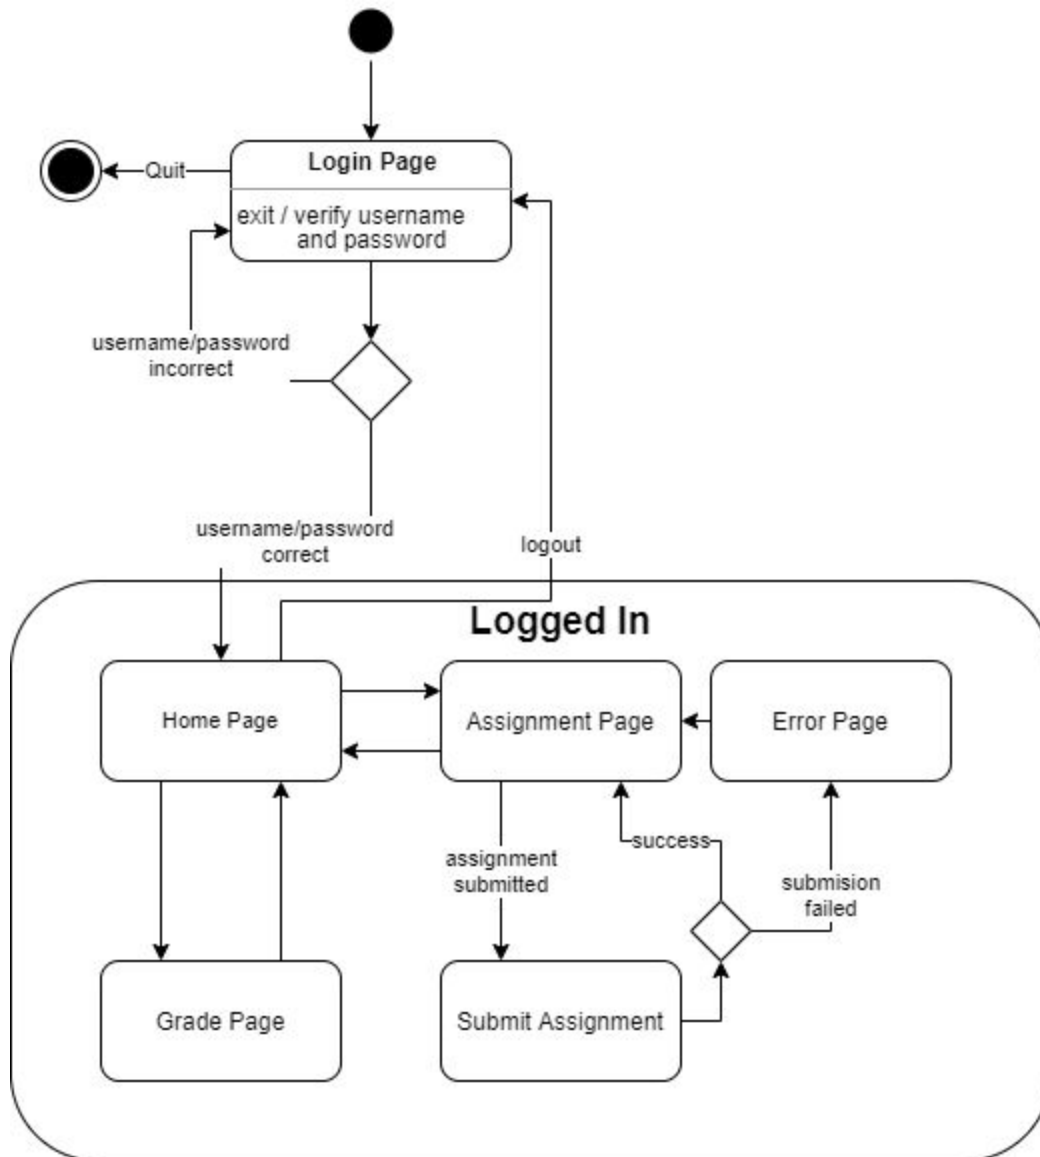 Login Page
Quit
exit / verify username
and password
username/password
incorrect
username/password
correct
logout
Logged In
Home Page
Assignment Page
Error Page
success
assignment
submitted
submision
failed
Grade Page
Submit Assignment